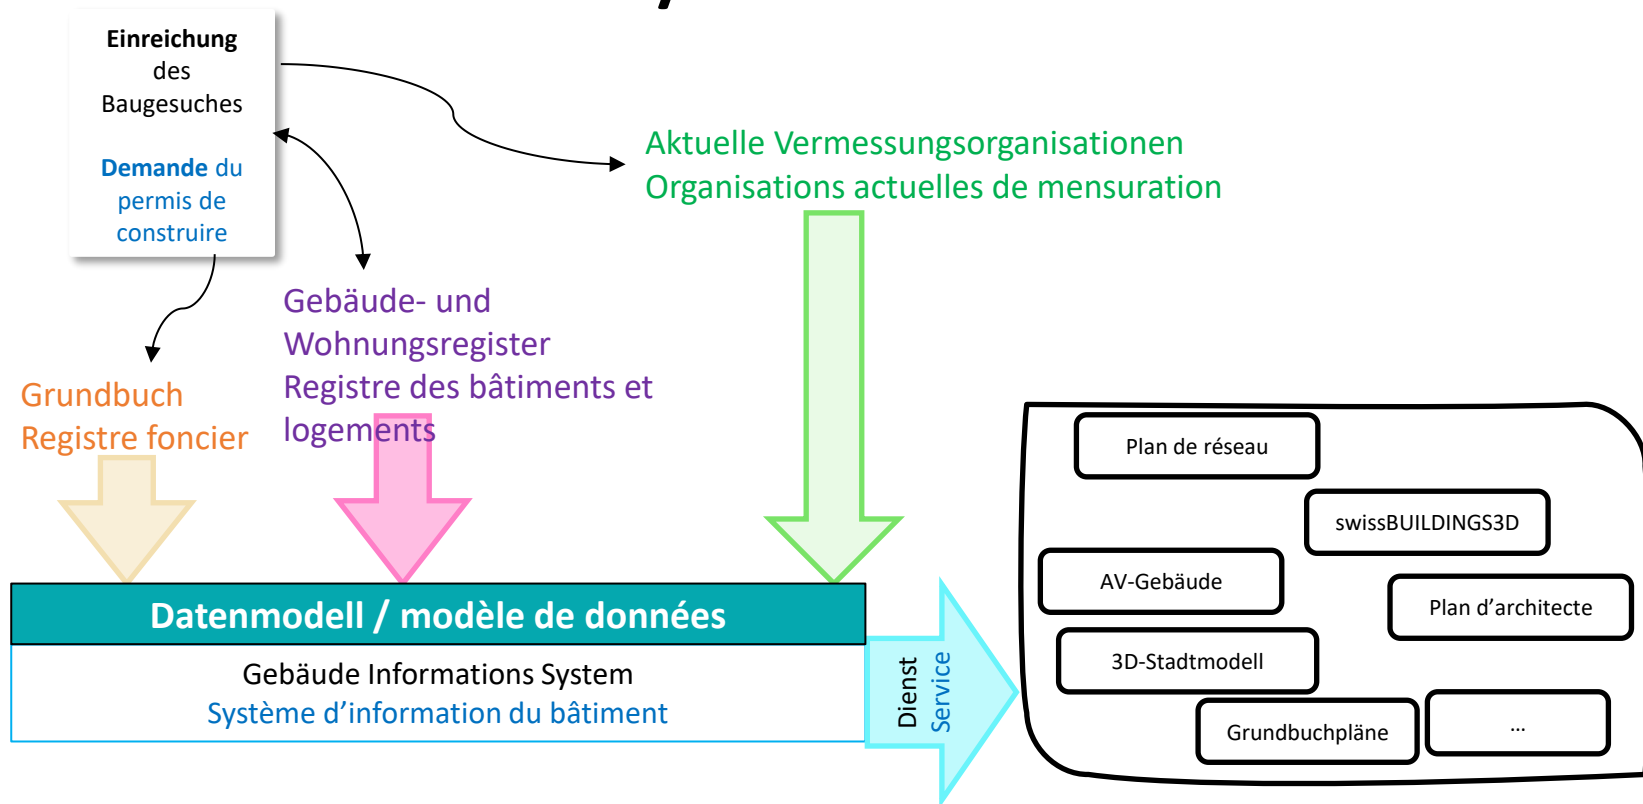 Einreichung
des
Baugesuches
Demande du
permis de
construire
Aktuelle Vermessungsorganisationen
Organisations actuelles de mensuration
Gebäude- und
Wohnungsregister
Registre des bâtiments et
logements
Grundbuch
Registre foncier
Datenmodell / modèle de données
Gebäude Informations System
Système d’information du bâtiment
Dienst
Service
Plan de réseau
swissBUILDINGS3D
AV-Gebäude
Plan d’architecte
3D-Stadtmodell
Grundbuchpläne
...